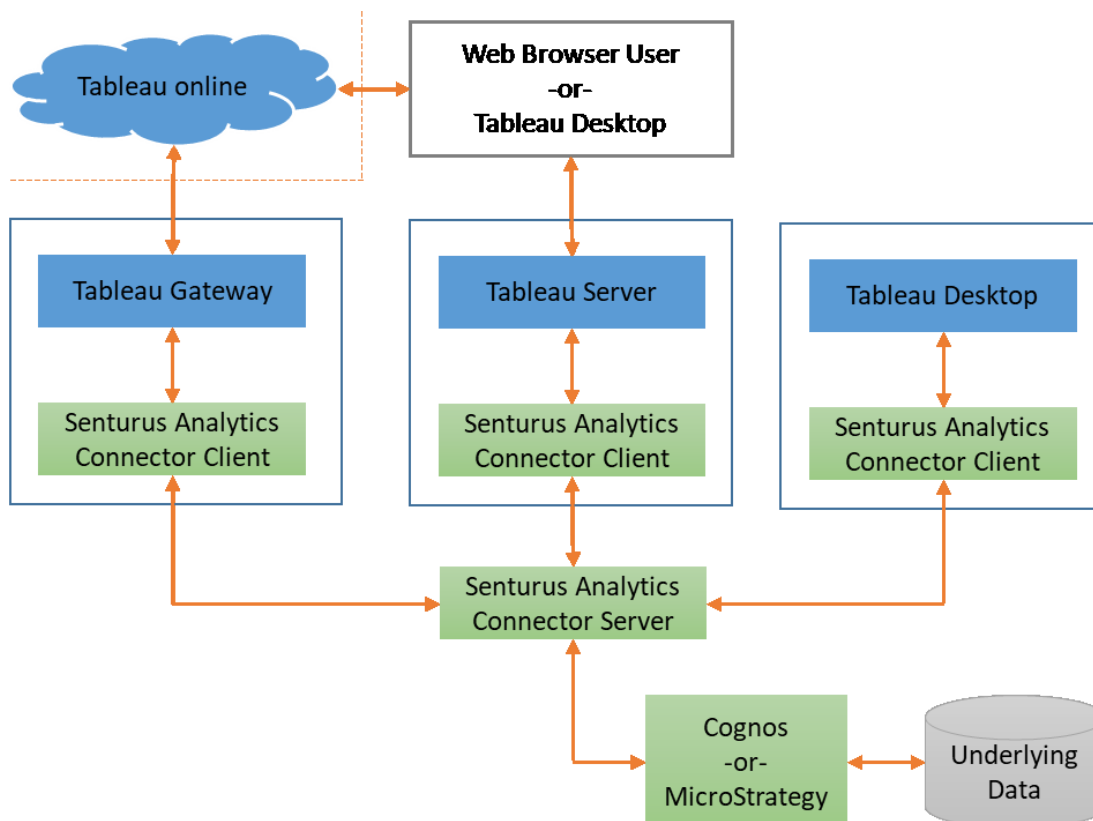 Tableau online
Web Browser User
-or-
Tableau Desktop
Tableau Gateway
Tableau Server
Tableau Desktop
Senturus Analytics
Connector Client
Senturus Analytics
Connector Client
Senturus Analytics
Connector Client
Senturus Analytics
Connector Server
Cognos
-or-
MicroStrategy
Underlying
Data